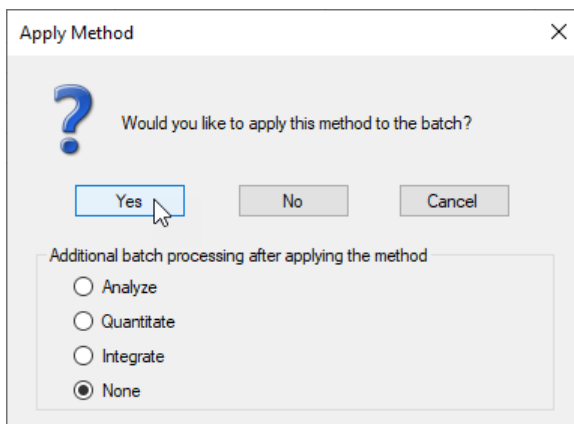 Apply Method
Would you like to apply this method to the batch?
Yes No Cancel
Additional batch processing after applying the method
Analyze
Quantitate
Integrate
None